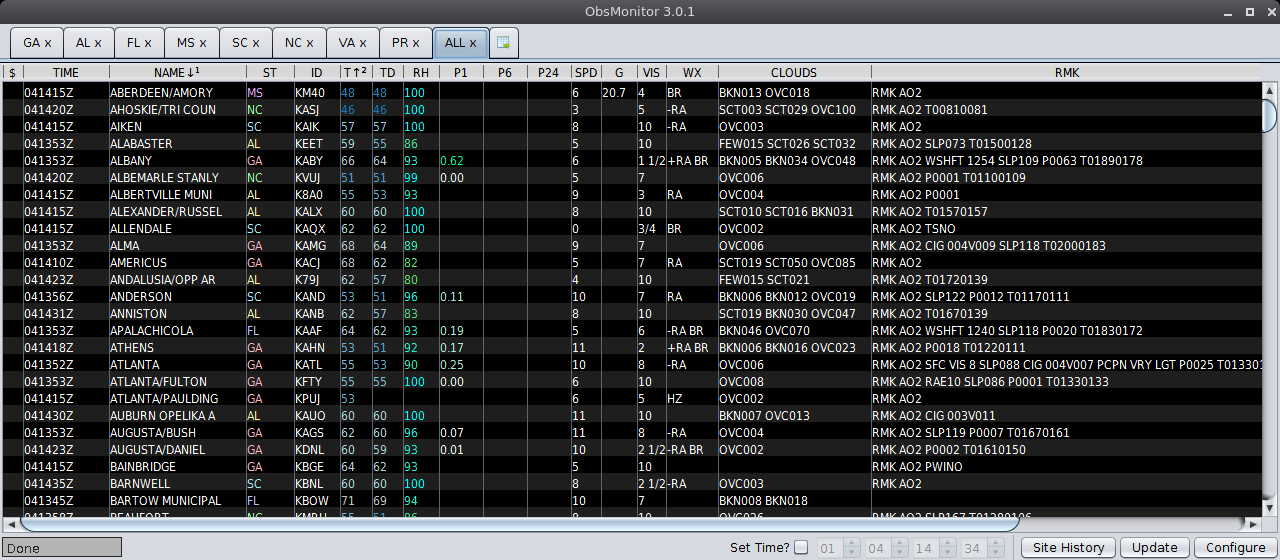 ObsMonitor 3.0.1
GA x AL x FL x MS x SC x NC x VA x PR x ALL x
$ TIME NAME↓1 ST ID T↑2 TD RH P1 P6 P24 SPD G VIS WX CLOUDS RMK
041415Z ABERDEEN/AMORY MS KM40 48 48 100 6 20.7 4 BR BKN013 OVC018 RMK AO2
041420Z AHOSKIE/TRI COUN NC KASJ 46 46 100 3 5 -RA SCT003 SCT029 OVC100 RMK AO2 T00810081
041415Z AIKEN SC KAIK 57 57 100 8 10 -RA OVC003 RMK AO2
041353Z ALABASTER AL KEET 59 55 86 5 10 FEW015 SCT026 SCT032 RMK AO2 SLP073 T01500128
041353Z ALBANY GA KABY 66 64 93 0.62 6 1 1/2 +RA BR BKN005 BKN034 OVC048 RMK AO2 WSHFT 1254 SLP109 P0063 T01890178
041420Z ALBEMARLE STANLY NC KVUJ 51 51 99 0.00 5 7 OVC006 RMK AO2 P0001 T01100109
041415Z ALBERTVILLE MUNI AL K8A0 55 53 93 9 3 RA OVC004 RMK AO2 P0001
041415Z ALEXANDER/RUSSEL AL KALX 60 60 100 8 10 SCT010 SCT016 BKN031 RMK AO2 T01570157
041415Z ALLENDALE SC KAQX 62 62 100 0 3/4 BR OVC002 RMK AO2 TSNO
041353Z ALMA GA KAMG 68 64 89 9 7 OVC006 RMK AO2 CIG 004V009 SLP118 T02000183
041410Z AMERICUS GA KACJ 68 62 82 5 7 RA SCT019 SCT050 OVC085 RMK AO2
041423Z ANDALUSIA/OPP AR AL K79J 62 57 80 4 10 FEW015 SCT021 RMK AO2 T01720139
041356Z ANDERSON SC KAND 53 51 96 0.11 10 7 RA BKN006 BKN012 OVC019 RMK AO2 SLP122 P0012 T01170111
041431Z ANNISTON AL KANB 62 57 83 8 10 SCT019 BKN030 OVC047 RMK AO2 T01670139
041353Z APALACHICOLA FL KAAF 64 62 93 0.19 5 6 -RA BR BKN046 OVC070 RMK AO2 WSHFT 1240 SLP118 P0020 T01830172
041418Z ATHENS GA KAHN 53 51 92 0.17 11 2 +RA BR BKN006 BKN016 OVC023 RMK AO2 P0018 T01220111
041352Z ATLANTA GA KATL 55 53 90 0.25 10 8 -RA OVC006 RMK AO2 SFC VIS 8 SLP088 CIG 004V007 PCPN VRY LGT P0025 T013301
041353Z ATLANTA/FULTON GA KFTY 55 55 100 0.00 6 10 OVC008 RMK AO2 RAE10 SLP086 P0001 T01330133
041415Z ATLANTA/PAULDING GA KPUJ 53 6 5 HZ OVC002 RMK AO2
041430Z AUBURN OPELIKA A AL KAUO 60 60 100 11 10 BKN007 OVC013 RMK AO2 CIG 003V011
041353Z AUGUSTA/BUSH GA KAGS 62 60 96 0.07 11 8 -RA OVC004 RMK AO2 SLP119 P0007 T01670161
041423Z AUGUSTA/DANIEL GA KDNL 60 59 93 0.01 10 2 1/2 -RA BR OVC002 RMK AO2 P0002 T01610150
041415Z BAINBRIDGE GA KBGE 64 62 93 5 10 RMK AO2 PWINO
041435Z BARNWELL SC KBNL 60 60 100 8 2 1/2 -RA OVC003 RMK AO2
041345Z BARTOW MUNICIPAL FL KBOW 71 69 94 10 7 BKN008 BKN018
Done Set Time? 01 04 14 34 Site History Update Configure